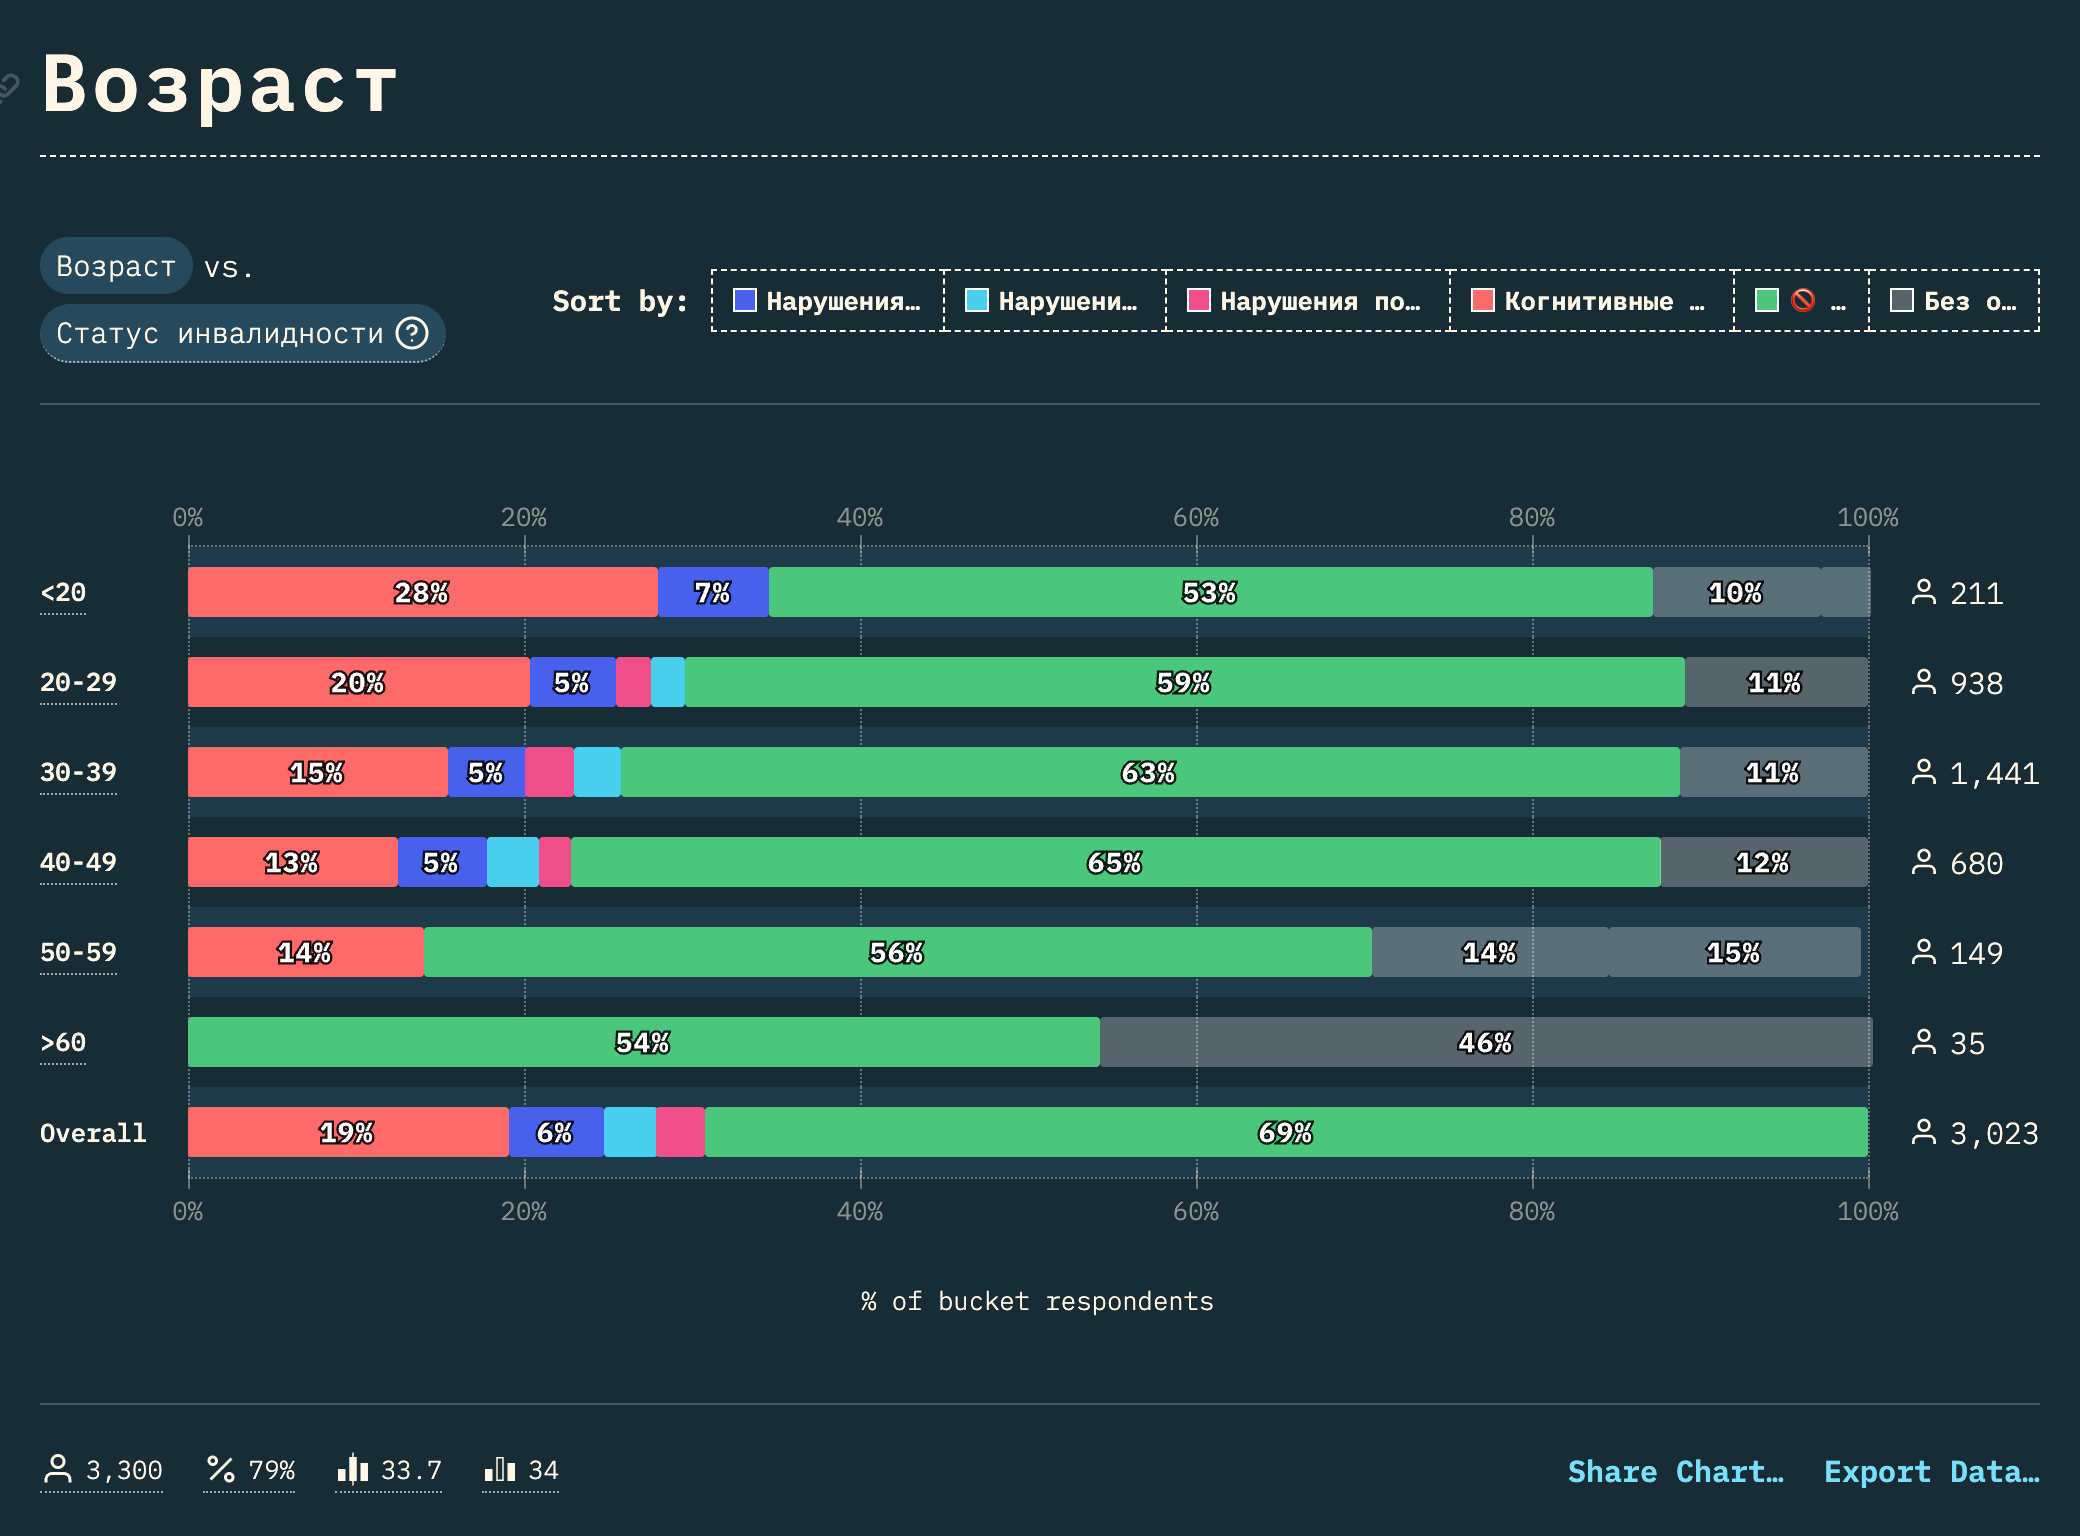 Возраст
Возраст vs.
Статус инвалидности
Sort by: Нарушения… Нарушени… Нарушения по… Когнитивные … 🚫 … Без о…
0% 20% 40% 60% 80% 100%
<20 28% 7% 53% 10% 211
20-29 20% 5% 59% 11% 938
30-39 15% 5% 63% 11% 1,441
40-49 13% 5% 65% 12% 680
50-59 14% 56% 14% 15% 149
>60 54% 46% 35
Overall 19% 6% 69% 3,023
0% 20% 40% 60% 80% 100%
% of bucket respondents
3,300 79% 33.7 34 Share Chart… Export Data…